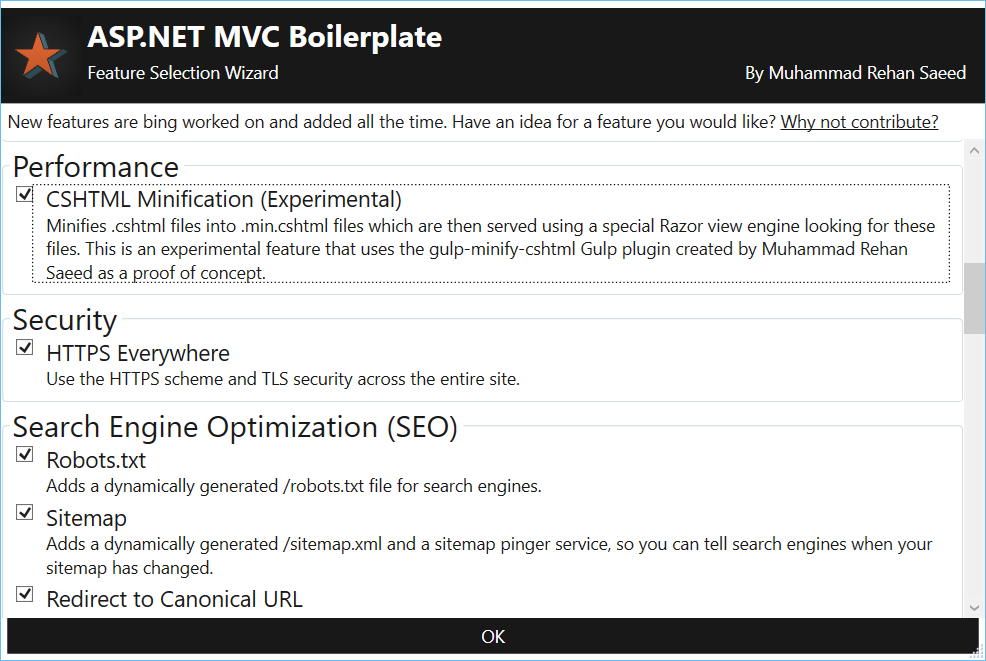 ASP.NET MVC Boilerplate
Feature Selection Wizard
By Muhammad Rehan Saeed
New features are bing worked on and added all the time. Have an idea for a feature you would like? Why not contribute?
Performance
CSHTML Minification (Experimental)
Minifies .cshtml files into .min.cshtml files which are then served using a special Razor view engine looking for these
files. This is an experimental feature that uses the gulp-minify-cshtml Gulp plugin created by Muhammad Rehan
Saeed as a proof of concept.
Security
HTTPS Everywhere
Use the HTTPS scheme and TLS security across the entire site.
Search Engine Optimization (SEO)
Robots.txt
Adds a dynamically generated /robots.txt file for search engines.
Sitemap
Adds a dynamically generated /sitemap.xml and a sitemap pinger service, so you can tell search engines when your
sitemap has changed.
Redirect to Canonical URL
OK